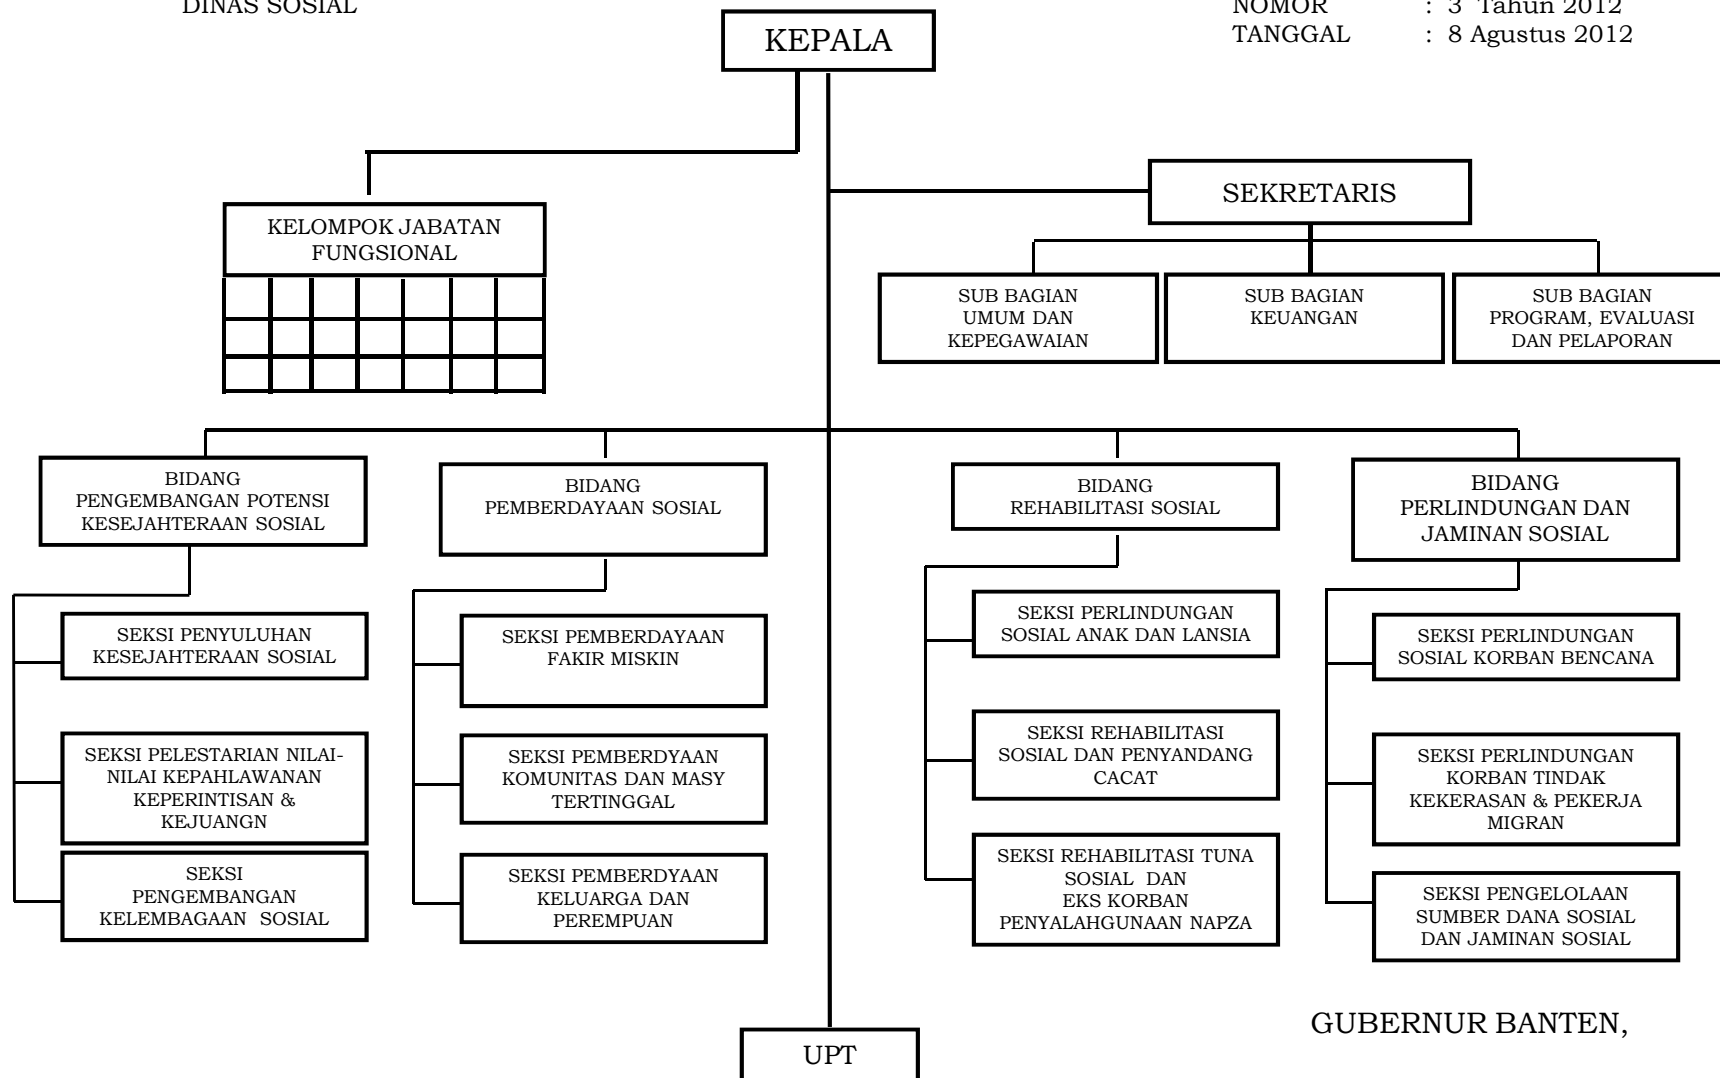 DINAS SOSIAL
NOMOR : 3 Tahun 2012
TANGGAL : 8 Agustus 2012
KEPALA
SEKRETARIS
KELOMPOK JABATAN
FUNGSIONAL
SUB BAGIAN
UMUM DAN
KEPEGAWAIAN
SUB BAGIAN
KEUANGAN
SUB BAGIAN
PROGRAM, EVALUASI
DAN PELAPORAN
BIDANG
PENGEMBANGAN POTENSI
KESEJAHTERAAN SOSIAL
BIDANG
PEMBERDAYAAN SOSIAL
BIDANG
REHABILITASI SOSIAL
BIDANG
PERLINDUNGAN DAN
JAMINAN SOSIAL
SEKSI PENYULUHAN
KESEJAHTERAAN SOSIAL
SEKSI PELESTARIAN NILAI-
NILAI KEPAHLAWANAN
KEPERINTISAN &
KEJUANGN
SEKSI
PENGEMBANGAN
KELEMBAGAAN SOSIAL
SEKSI PEMBERDAYAAN
FAKIR MISKIN
SEKSI PEMBERDYAAN
KOMUNITAS DAN MASY
TERTINGGAL
SEKSI PEMBERDYAAN
KELUARGA DAN
PEREMPUAN
SEKSI PERLINDUNGAN
SOSIAL ANAK DAN LANSIA
SEKSI REHABILITASI
SOSIAL DAN PENYANDANG
CACAT
SEKSI REHABILITASI TUNA
SOSIAL DAN
EKS KORBAN
PENYALAHGUNAAN NAPZA
SEKSI PERLINDUNGAN
SOSIAL KORBAN BENCANA
SEKSI PERLINDUNGAN
KORBAN TINDAK
KEKERASAN & PEKERJA
MIGRAN
SEKSI PENGELOLAAN
SUMBER DANA SOSIAL
DAN JAMINAN SOSIAL
GUBERNUR BANTEN,
UPT